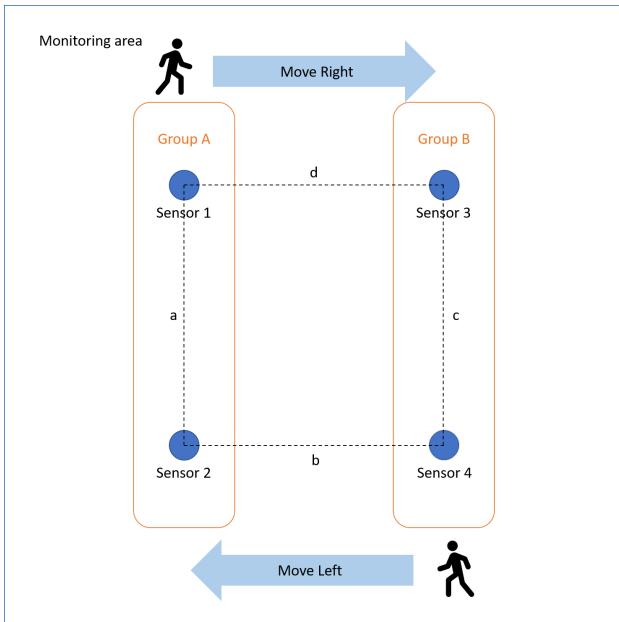 Monitoring area
Move Right
Group A
Group B
d
Sensor 1
Sensor 3
a
c
Sensor 2
Sensor 4
b
Move Left